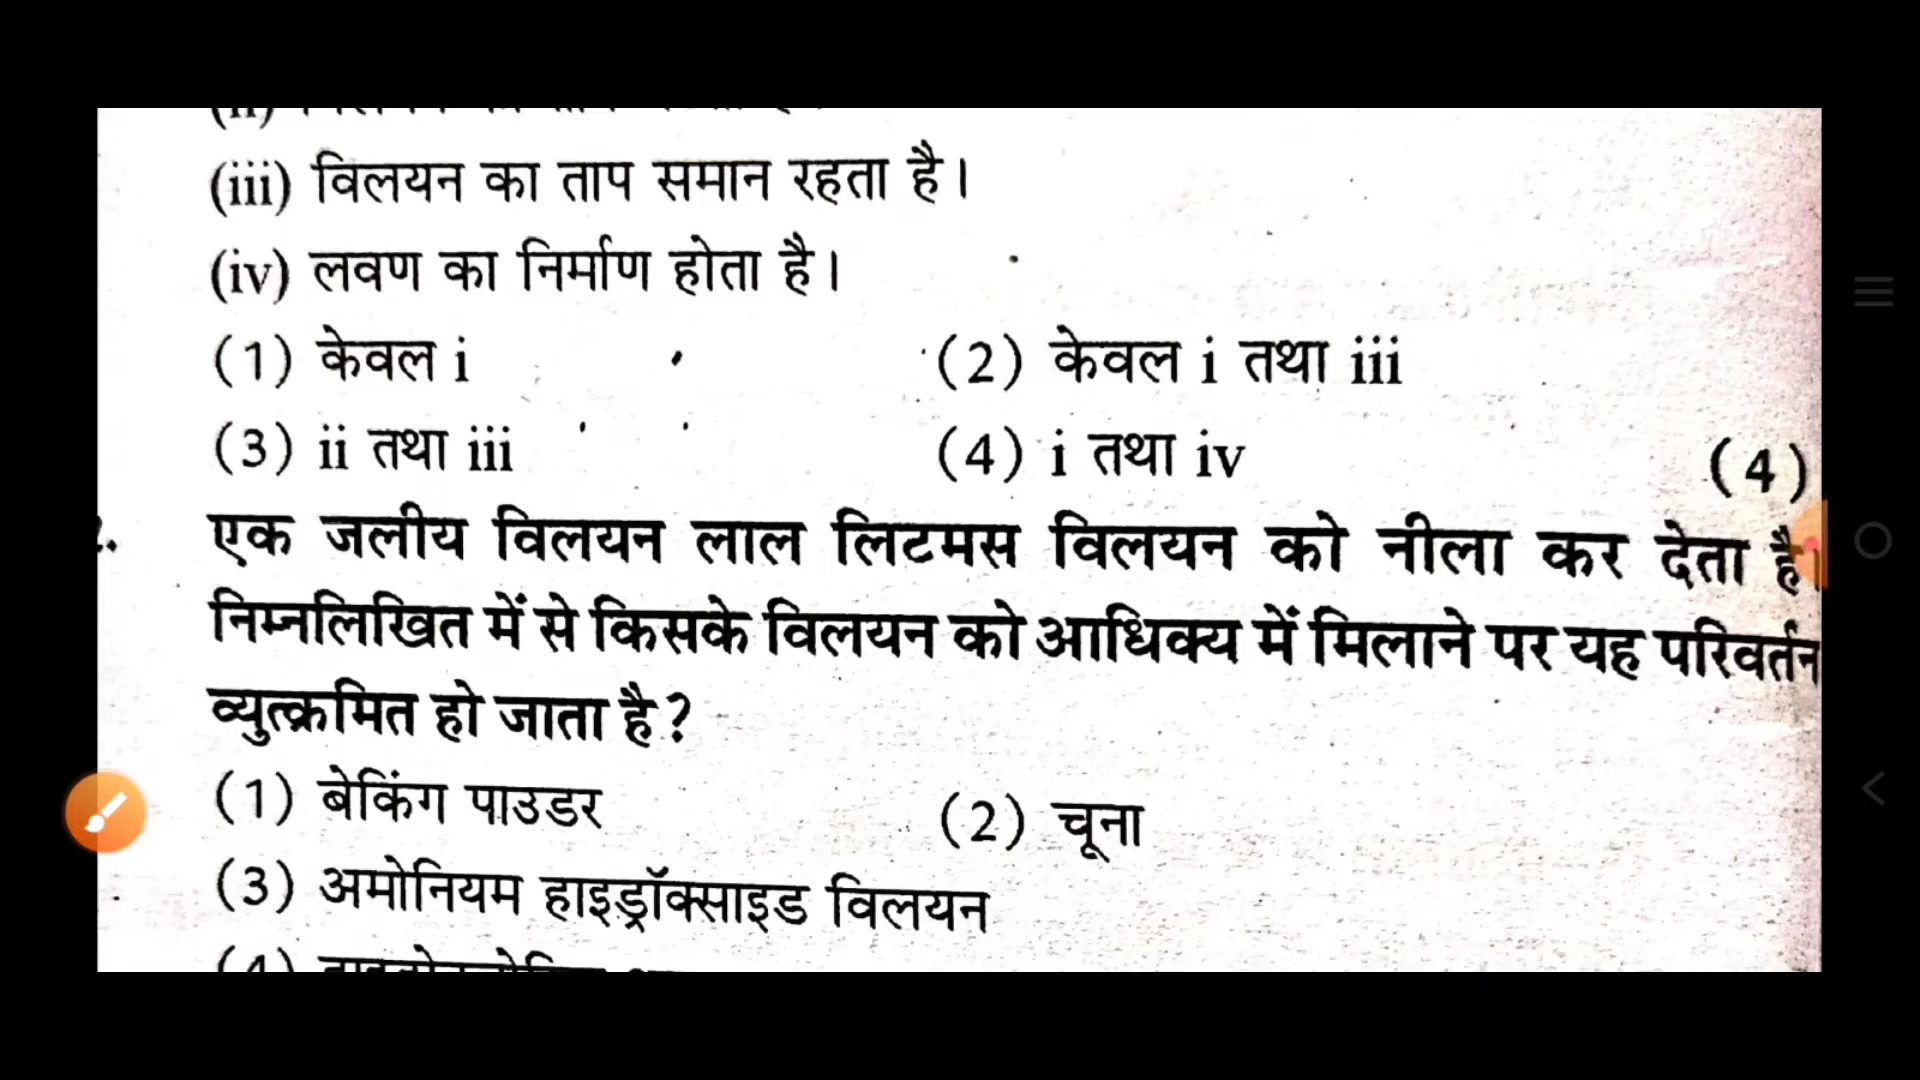 (iii) विलयन का ताप समान रहता है।
(iv) लवण का निर्माण होता है।
(1) केवल i (2) केवल i तथा iii
(3) ii तथा iii (4) i तथा iv (4)
एक जलीय विलयन लाल लिटमस विलयन को नीला कर देता है।
निम्नलिखित में से किसके विलयन को आधिक्य में मिलाने पर यह परिवर्तन
व्युत्क्रमित हो जाता है?
(1) बेकिंग पाउडर (2) चूना
(3) अमोनियम हाइड्रॉक्साइड विलयन
(4)